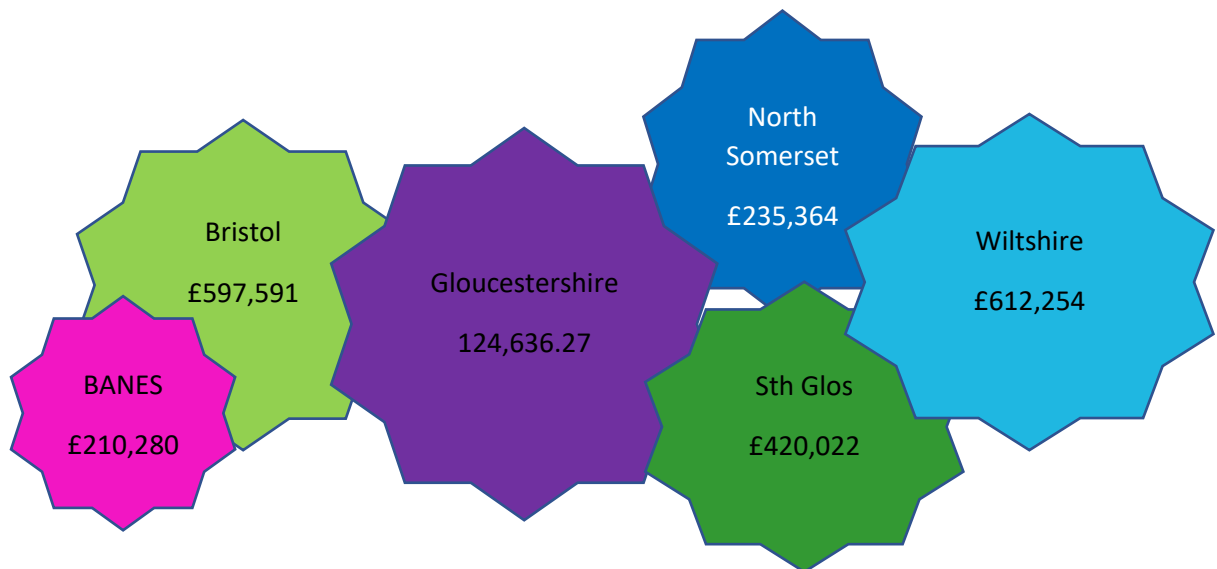 Bristol
£597,591
BANES
£210,280
Gloucestershire
124,636.27
North
Somerset
£235,364
Sth Glos
£420,022
Wiltshire
£612,254